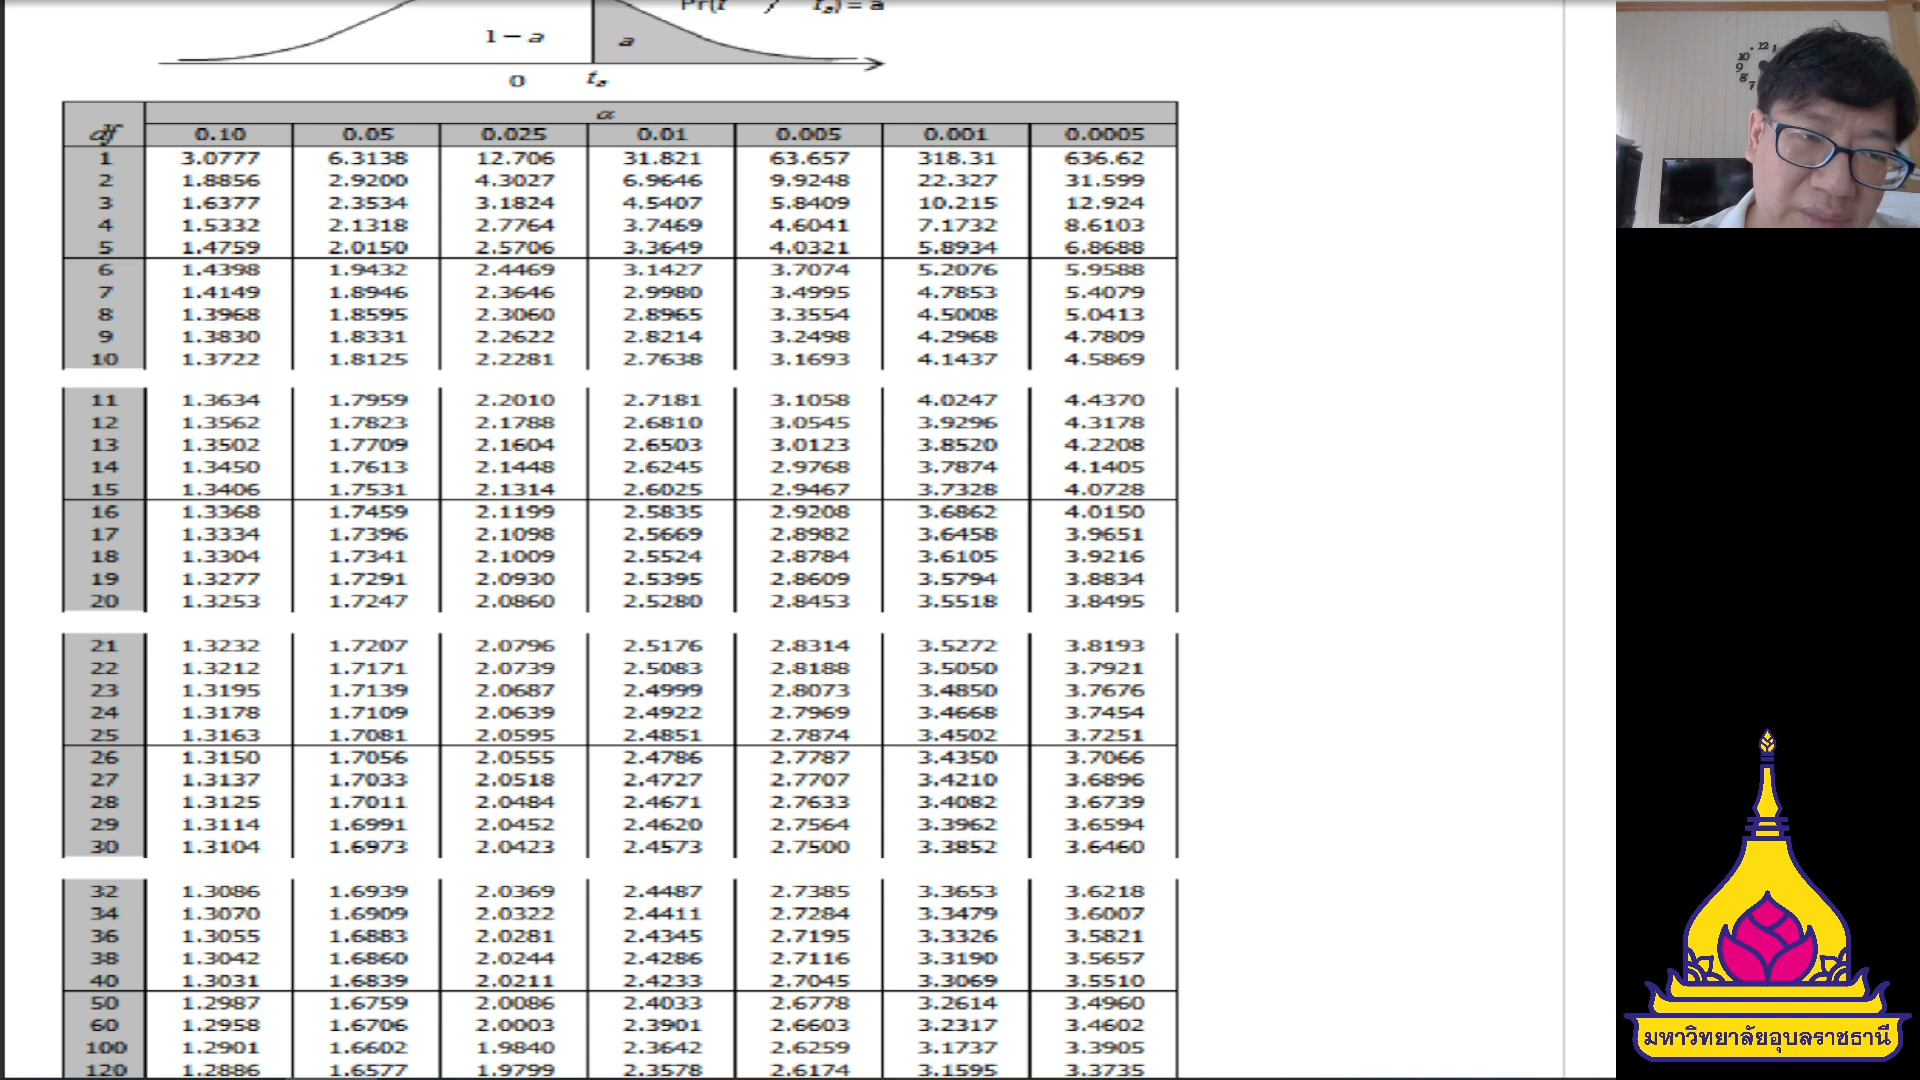 Pr(t > tₐ) = a
1 − a
a
0 tₐ
df α
0.10 0.05 0.025 0.01 0.005 0.001 0.0005
1 3.0777 6.3138 12.706 31.821 63.657 318.31 636.62
2 1.8856 2.9200 4.3027 6.9646 9.9248 22.327 31.599
3 1.6377 2.3534 3.1824 4.5407 5.8409 10.215 12.924
4 1.5332 2.1318 2.7764 3.7469 4.6041 7.1732 8.6103
5 1.4759 2.0150 2.5706 3.3649 4.0321 5.8934 6.8688
6 1.4398 1.9432 2.4469 3.1427 3.7074 5.2076 5.9588
7 1.4149 1.8946 2.3646 2.9980 3.4995 4.7853 5.4079
8 1.3968 1.8595 2.3060 2.8965 3.3554 4.5008 5.0413
9 1.3830 1.8331 2.2622 2.8214 3.2498 4.2968 4.7809
10 1.3722 1.8125 2.2281 2.7638 3.1693 4.1437 4.5869
11 1.3634 1.7959 2.2010 2.7181 3.1058 4.0247 4.4370
12 1.3562 1.7823 2.1788 2.6810 3.0545 3.9296 4.3178
13 1.3502 1.7709 2.1604 2.6503 3.0123 3.8520 4.2208
14 1.3450 1.7613 2.1448 2.6245 2.9768 3.7874 4.1405
15 1.3406 1.7531 2.1314 2.6025 2.9467 3.7328 4.0728
16 1.3368 1.7459 2.1199 2.5835 2.9208 3.6862 4.0150
17 1.3334 1.7396 2.1098 2.5669 2.8982 3.6458 3.9651
18 1.3304 1.7341 2.1009 2.5524 2.8784 3.6105 3.9216
19 1.3277 1.7291 2.0930 2.5395 2.8609 3.5794 3.8834
20 1.3253 1.7247 2.0860 2.5280 2.8453 3.5518 3.8495
21 1.3232 1.7207 2.0796 2.5176 2.8314 3.5272 3.8193
22 1.3212 1.7171 2.0739 2.5083 2.8188 3.5050 3.7921
23 1.3195 1.7139 2.0687 2.4999 2.8073 3.4850 3.7676
24 1.3178 1.7109 2.0639 2.4922 2.7969 3.4668 3.7454
25 1.3163 1.7081 2.0595 2.4851 2.7874 3.4502 3.7251
26 1.3150 1.7056 2.0555 2.4786 2.7787 3.4350 3.7066
27 1.3137 1.7033 2.0518 2.4727 2.7707 3.4210 3.6896
28 1.3125 1.7011 2.0484 2.4671 2.7633 3.4082 3.6739
29 1.3114 1.6991 2.0452 2.4620 2.7564 3.3962 3.6594
30 1.3104 1.6973 2.0423 2.4573 2.7500 3.3852 3.6460
32 1.3086 1.6939 2.0369 2.4487 2.7385 3.3653 3.6218
34 1.3070 1.6909 2.0322 2.4411 2.7284 3.3479 3.6007
36 1.3055 1.6883 2.0281 2.4345 2.7195 3.3326 3.5821
38 1.3042 1.6860 2.0244 2.4286 2.7116 3.3190 3.5657
40 1.3031 1.6839 2.0211 2.4233 2.7045 3.3069 3.5510
50 1.2987 1.6759 2.0086 2.4033 2.6778 3.2614 3.4960
60 1.2958 1.6706 2.0003 2.3901 2.6603 3.2317 3.4602
100 1.2901 1.6602 1.9840 2.3642 2.6259 3.1737 3.3905
120 1.2886 1.6577 1.9799 2.3578 2.6174 3.1595 3.3735
12 1
10
9
8
7
มหาวิทยาลัยอุบลราชธานี